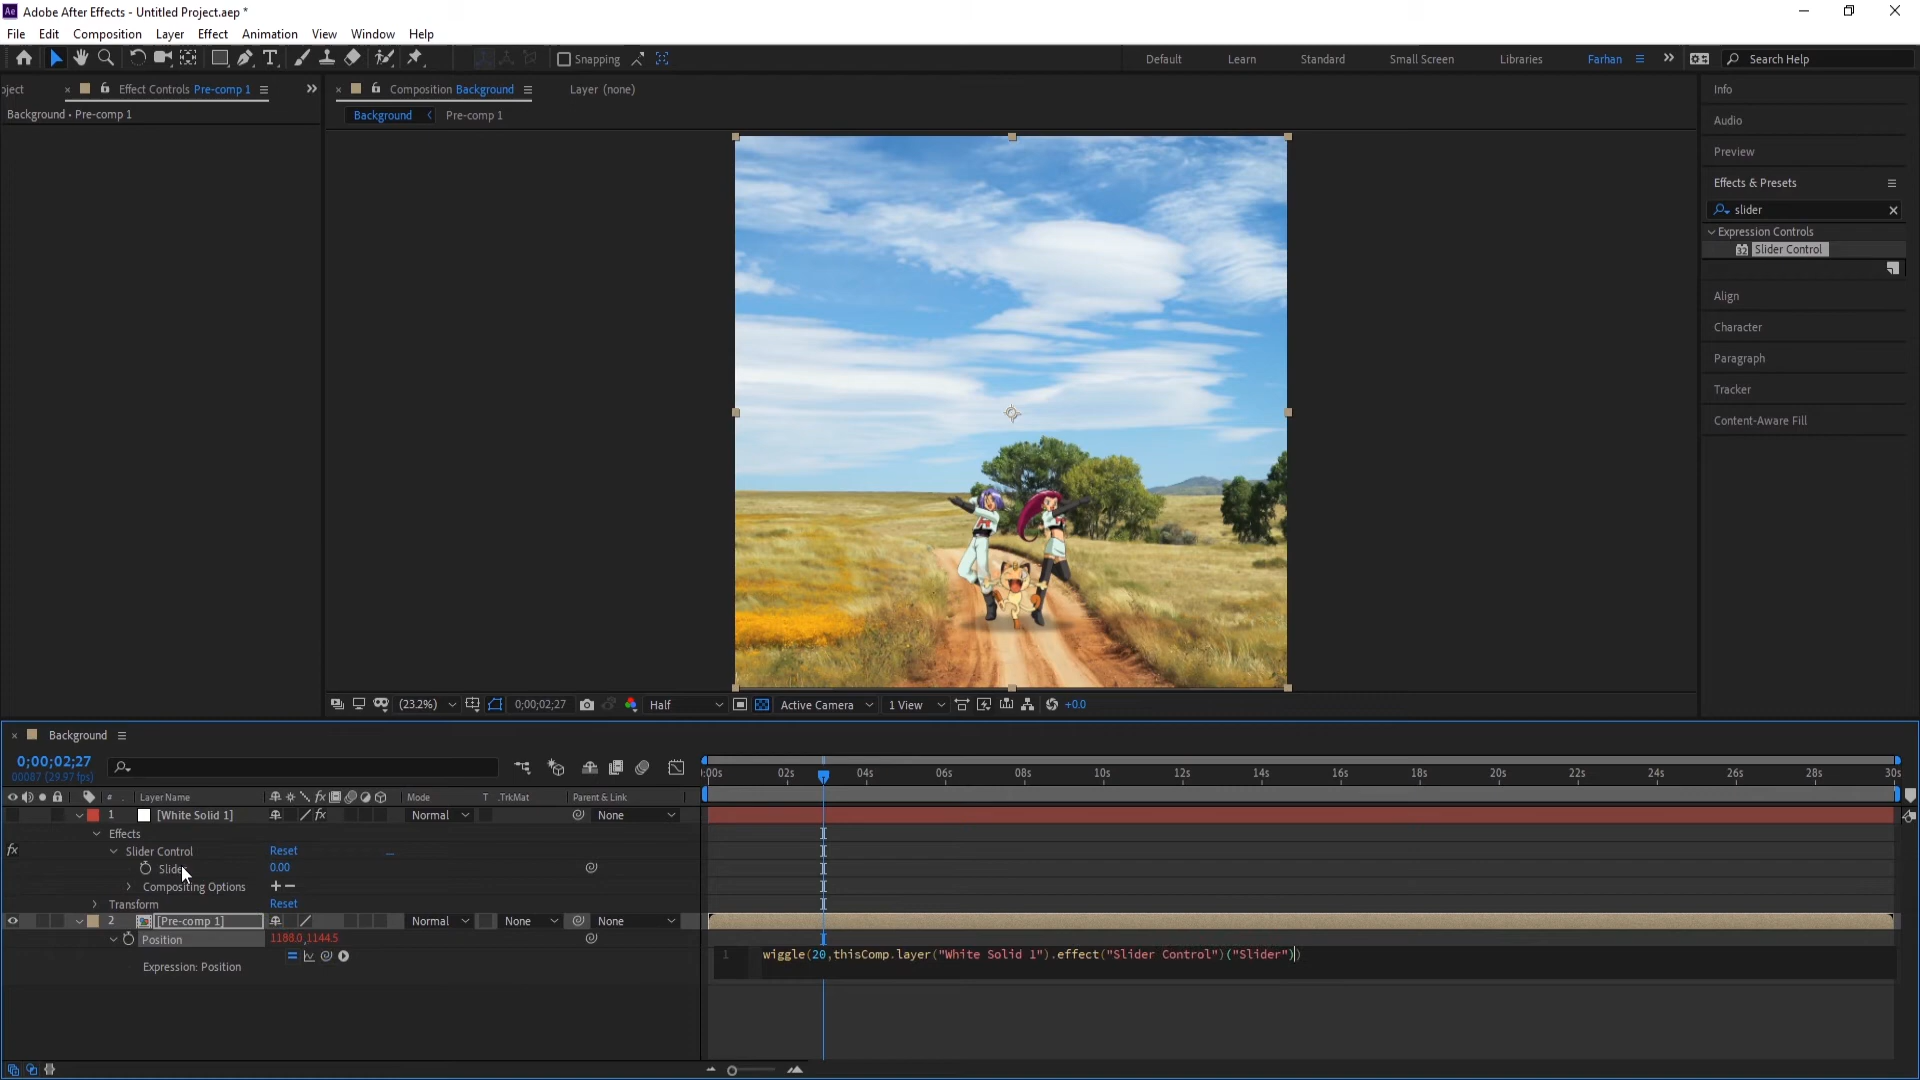 Adobe After Effects - Untitled Project.aep *
File Edit Composition Layer Effect Animation View Window Help
Snapping Default Learn Standard Small Screen Libraries Farhan Search Help
oject Effect Controls Pre-comp 1
Background • Pre-comp 1
Composition Background Layer (none)
Background Pre-comp 1
Info
Audio
Preview
Effects & Presets
slider
Expression Controls
32 Slider Control
Align
Character
Paragraph
Tracker
Content-Aware Fill
(23.2%) 0;00;02;27 Half Active Camera 1 View +0.0
Background
0;00;02;27
00087 (29.97 fps)
:00s 02s 04s 06s 08s 10s 12s 14s 16s 18s 20s 22s 24s 26s 28s 30s
# . Layer Name Mode T .TrkMat Parent & Link
1 [White Solid 1] Normal None
Effects
fx Slider Control Reset
Slider 0.00
Compositing Options
Transform Reset
2 [Pre-comp 1] Normal None None
Position 1188.0,1144.5
Expression: Position
1 wiggle(20,thisComp.layer("White Solid 1").effect("Slider Control")("Slider"))